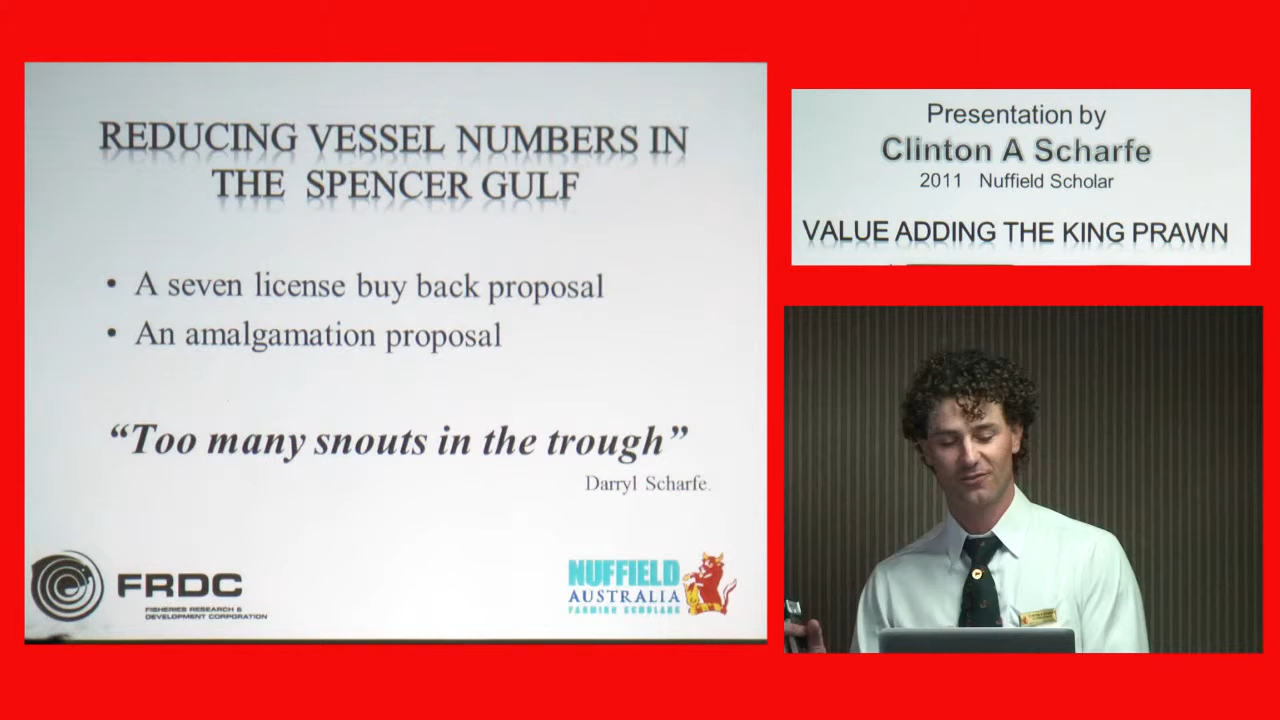 REDUCING VESSEL NUMBERS IN
THE SPENCER GULF
• A seven license buy back proposal
• An amalgamation proposal
“Too many snouts in the trough”
Darryl Scharfe.
FRDC
FISHERIES RESEARCH &
DEVELOPMENT CORPORATION
NUFFIELD
AUSTRALIA
FARMING SCHOLARS
Presentation by
Clinton A Scharfe
2011 Nuffield Scholar
VALUE ADDING THE KING PRAWN